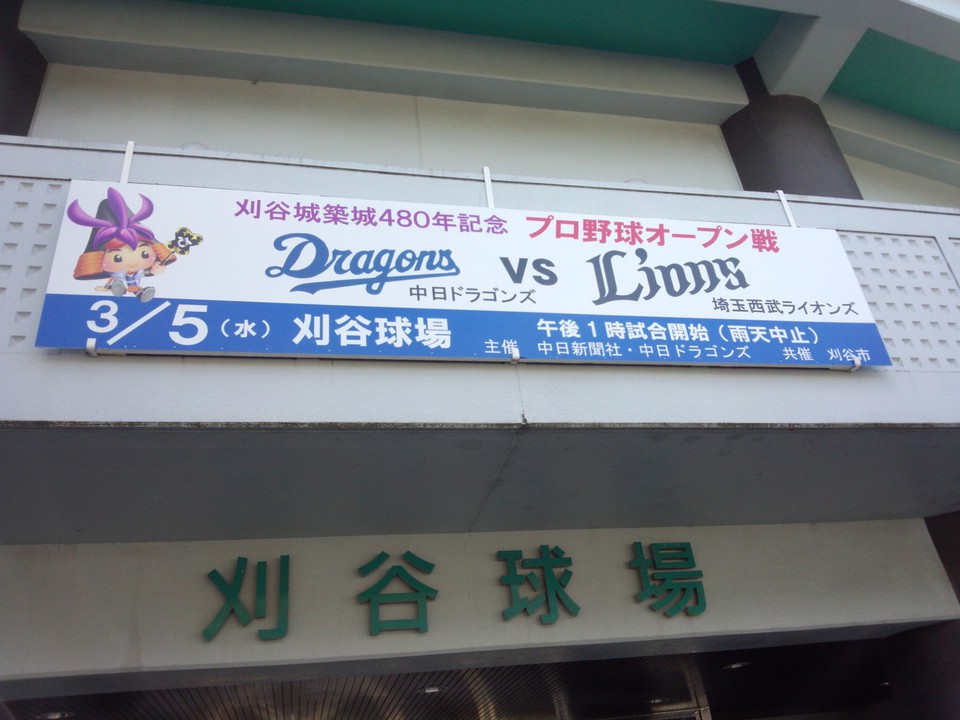 刈谷城築城480年記念 プロ野球オープン戦
Dragons VS Lions
中日ドラゴンズ 埼玉西武ライオンズ
3/5(水) 刈谷球場 午後1時試合開始(雨天中止)
主催 中日新聞社・中日ドラゴンズ 共催 刈谷市
刈谷球場